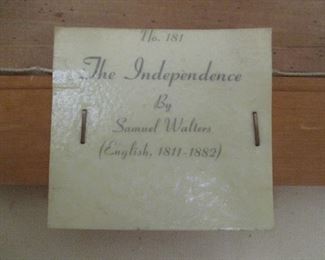 No. 181
The Independence
By
Samuel Walters
(English, 1811-1882)